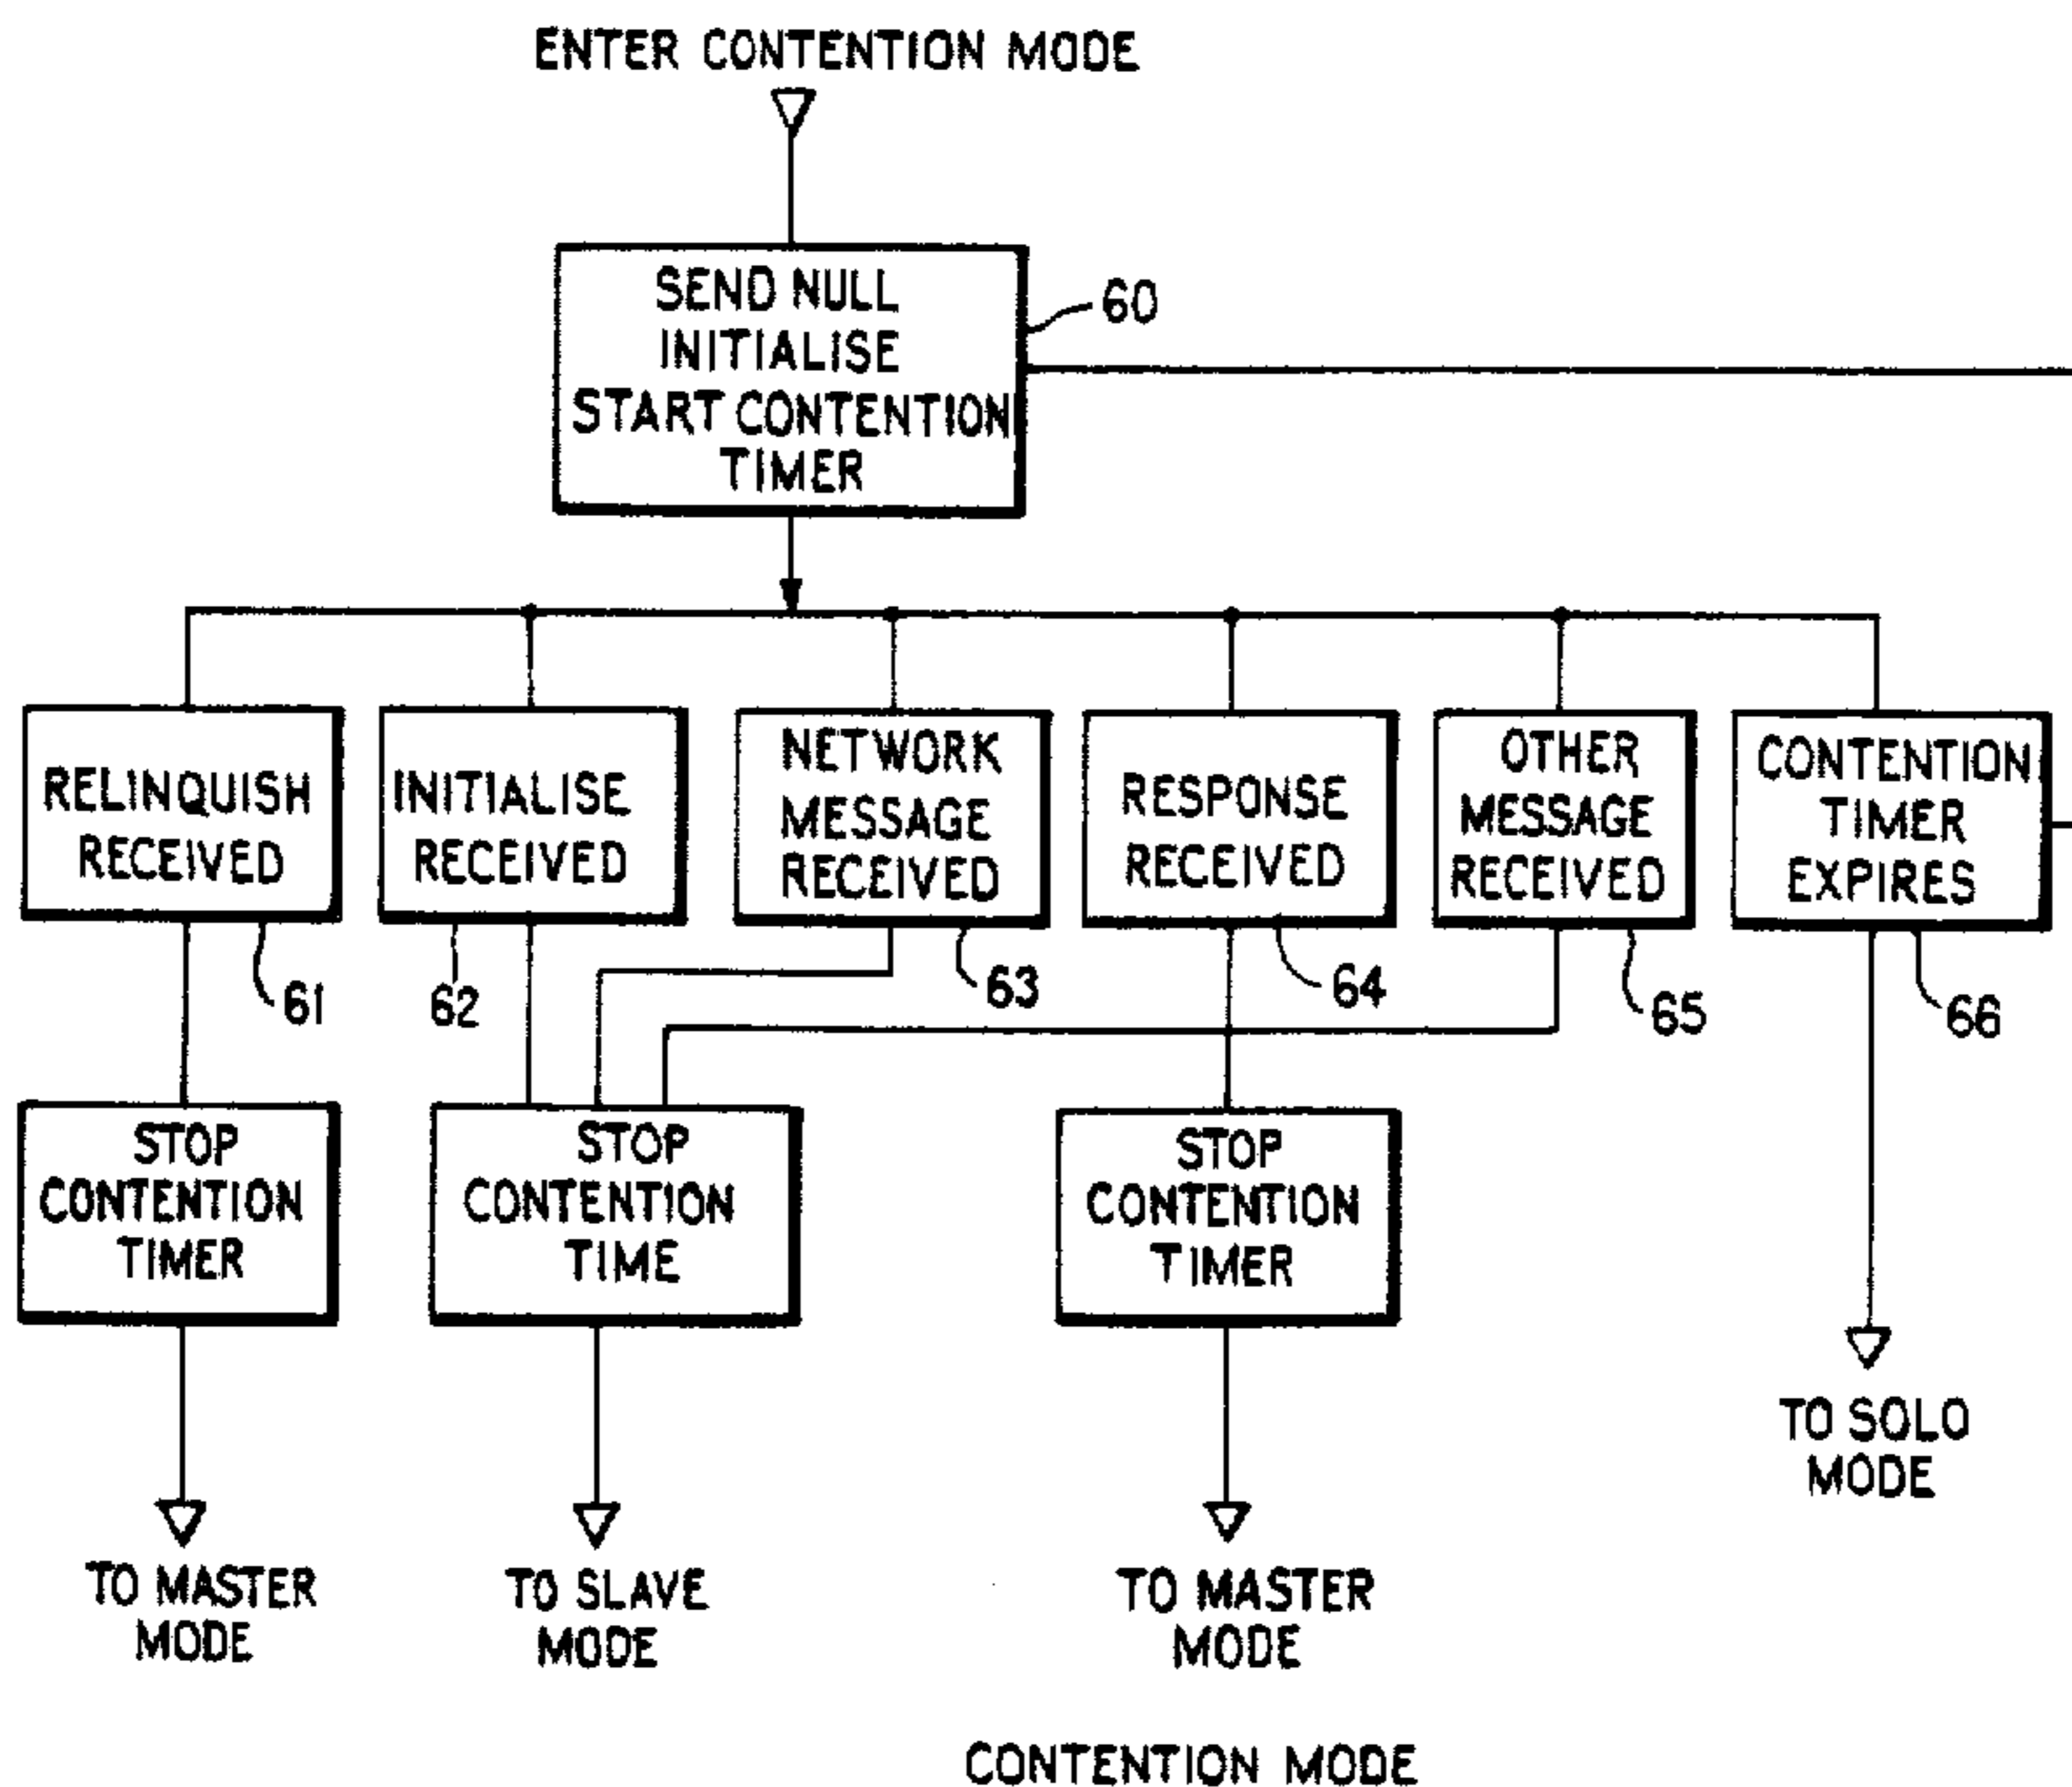 ENTER CONTENTION MODE
SEND NULL
INITIALISE
START CONTENTION
TIMER
60
RELINQUISH
RECEIVED
61
INITIALISE
RECEIVED
62
NETWORK
MESSAGE
RECEIVED
63
RESPONSE
RECEIVED
64
OTHER
MESSAGE
RECEIVED
65
CONTENTION
TIMER
EXPIRES
66
STOP
CONTENTION
TIMER
STOP
CONTENTION
TIME
STOP
CONTENTION
TIMER
TO SOLO
MODE
TO MASTER
MODE
TO SLAVE
MODE
TO MASTER
MODE
CONTENTION MODE